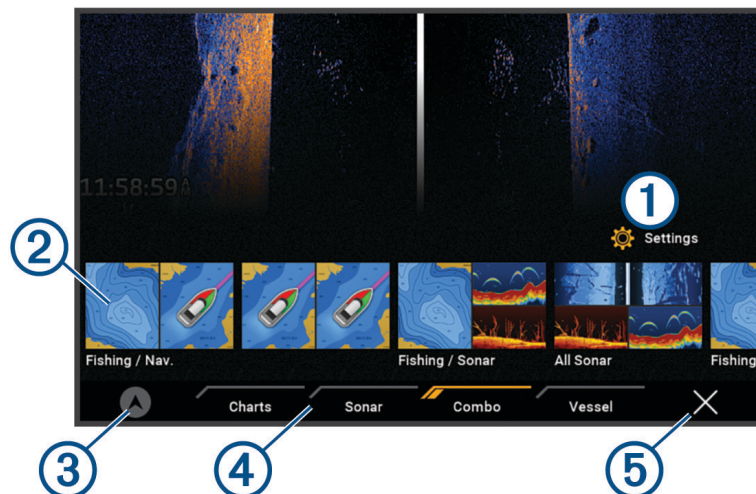 11:58:59A
1
Settings
2
Fishing / Nav.
Fishing / Sonar
All Sonar
Fishing
Charts
Sonar
Combo
Vessel
3
4
5